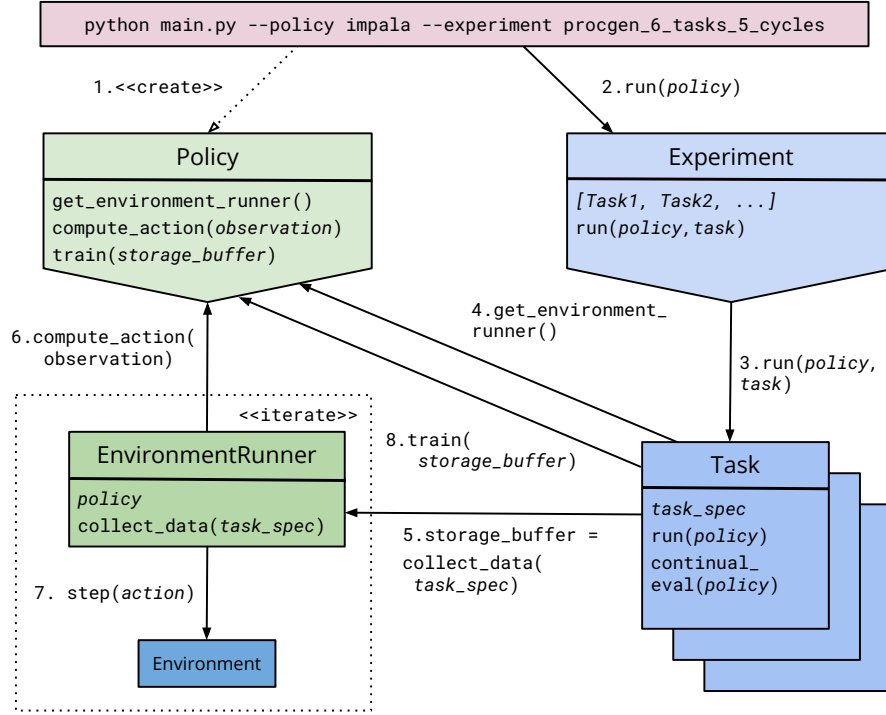 python main.py --policy impala --experiment procgen_6_tasks_5_cycles
1.<<create>>
2.run(policy)
Policy
get_environment_runner()
compute_action(observation)
train(storage_buffer)
Experiment
[Task1, Task2, ...]
run(policy,task)
4.get_environment_
runner()
6.compute_action(
observation)
3.run(policy,
task)
<<iterate>>
8.train(
storage_buffer)
EnvironmentRunner
policy
collect_data(task_spec)
Task
task_spec
run(policy)
continual_
eval(policy)
5.storage_buffer =
collect_data(
task_spec)
7. step(action)
Environment